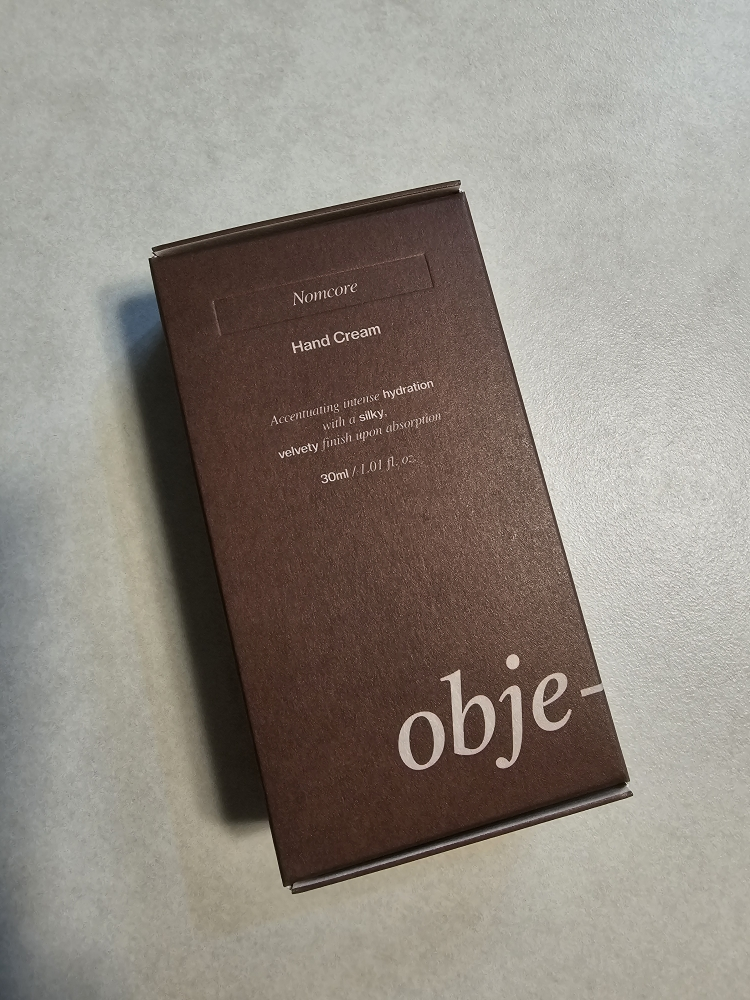 Nomcore
Hand Cream
Accentuating intense hydration
with a silky,
velvety finish upon absorption
30ml / 1.01 fl. oz.
obje-